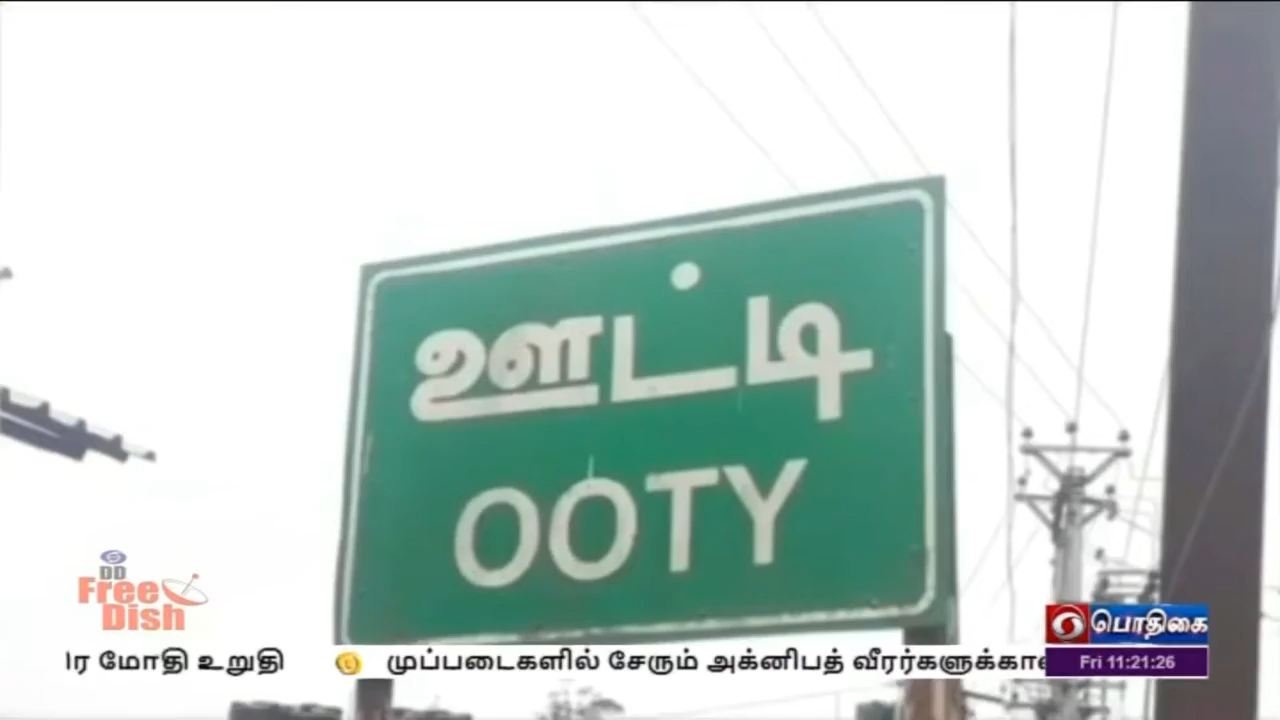 ஊட்டி
OOTY
DD
Free
Dish
பொதிகை
மோதி உறுதி முப்படைகளில் சேரும் அக்னிபத் வீரர்களுக்கான
Fri 11:21:26